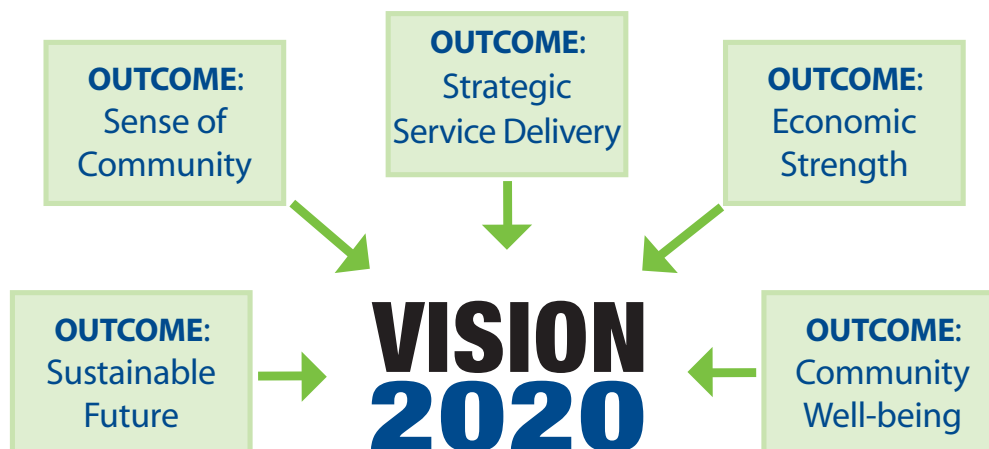 OUTCOME:
Sense of
Community
OUTCOME:
Strategic
Service Delivery
OUTCOME:
Economic
Strength
OUTCOME:
Sustainable
Future
VISION
2020
OUTCOME:
Community
Well-being